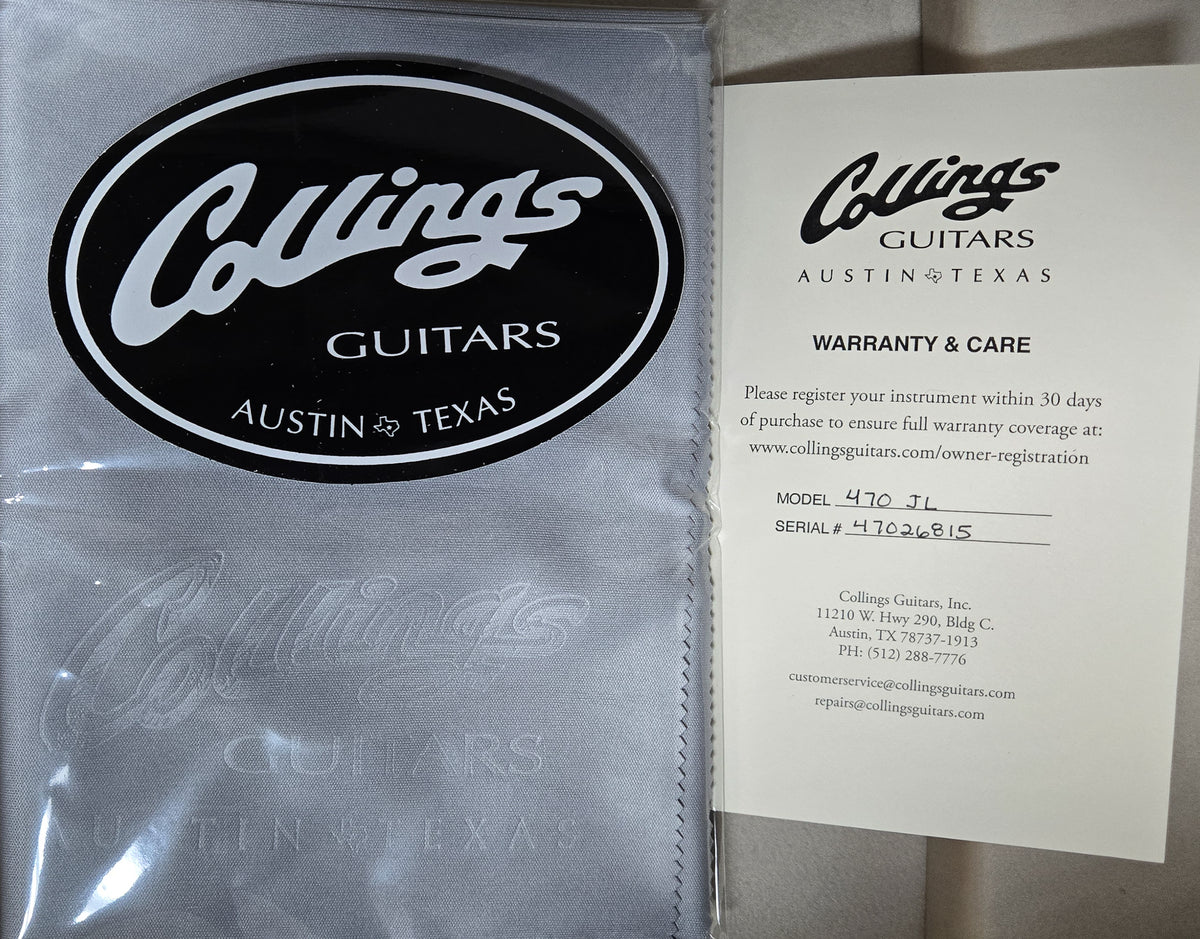 Collings
GUITARS
AUSTIN TEXAS
Collings
GUITARS
AUSTIN TEXAS
Collings
GUITARS
AUSTIN TEXAS
WARRANTY & CARE
Please register your instrument within 30 days
of purchase to ensure full warranty coverage at:
www.collingsguitars.com/owner-registration
MODEL 470 JL
SERIAL # 47026815
Collings Guitars, Inc.
11210 W. Hwy 290, Bldg C.
Austin, TX 78737-1913
PH: (512) 288-7776
customerservice@collingsguitars.com
repairs@collingsguitars.com